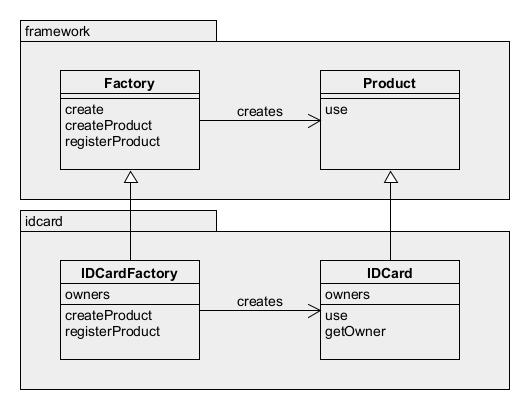 framework
Factory
create
createProduct
registerProduct
creates
Product
use
idcard
IDCardFactory
owners
createProduct
registerProduct
creates
IDCard
owners
use
getOwner